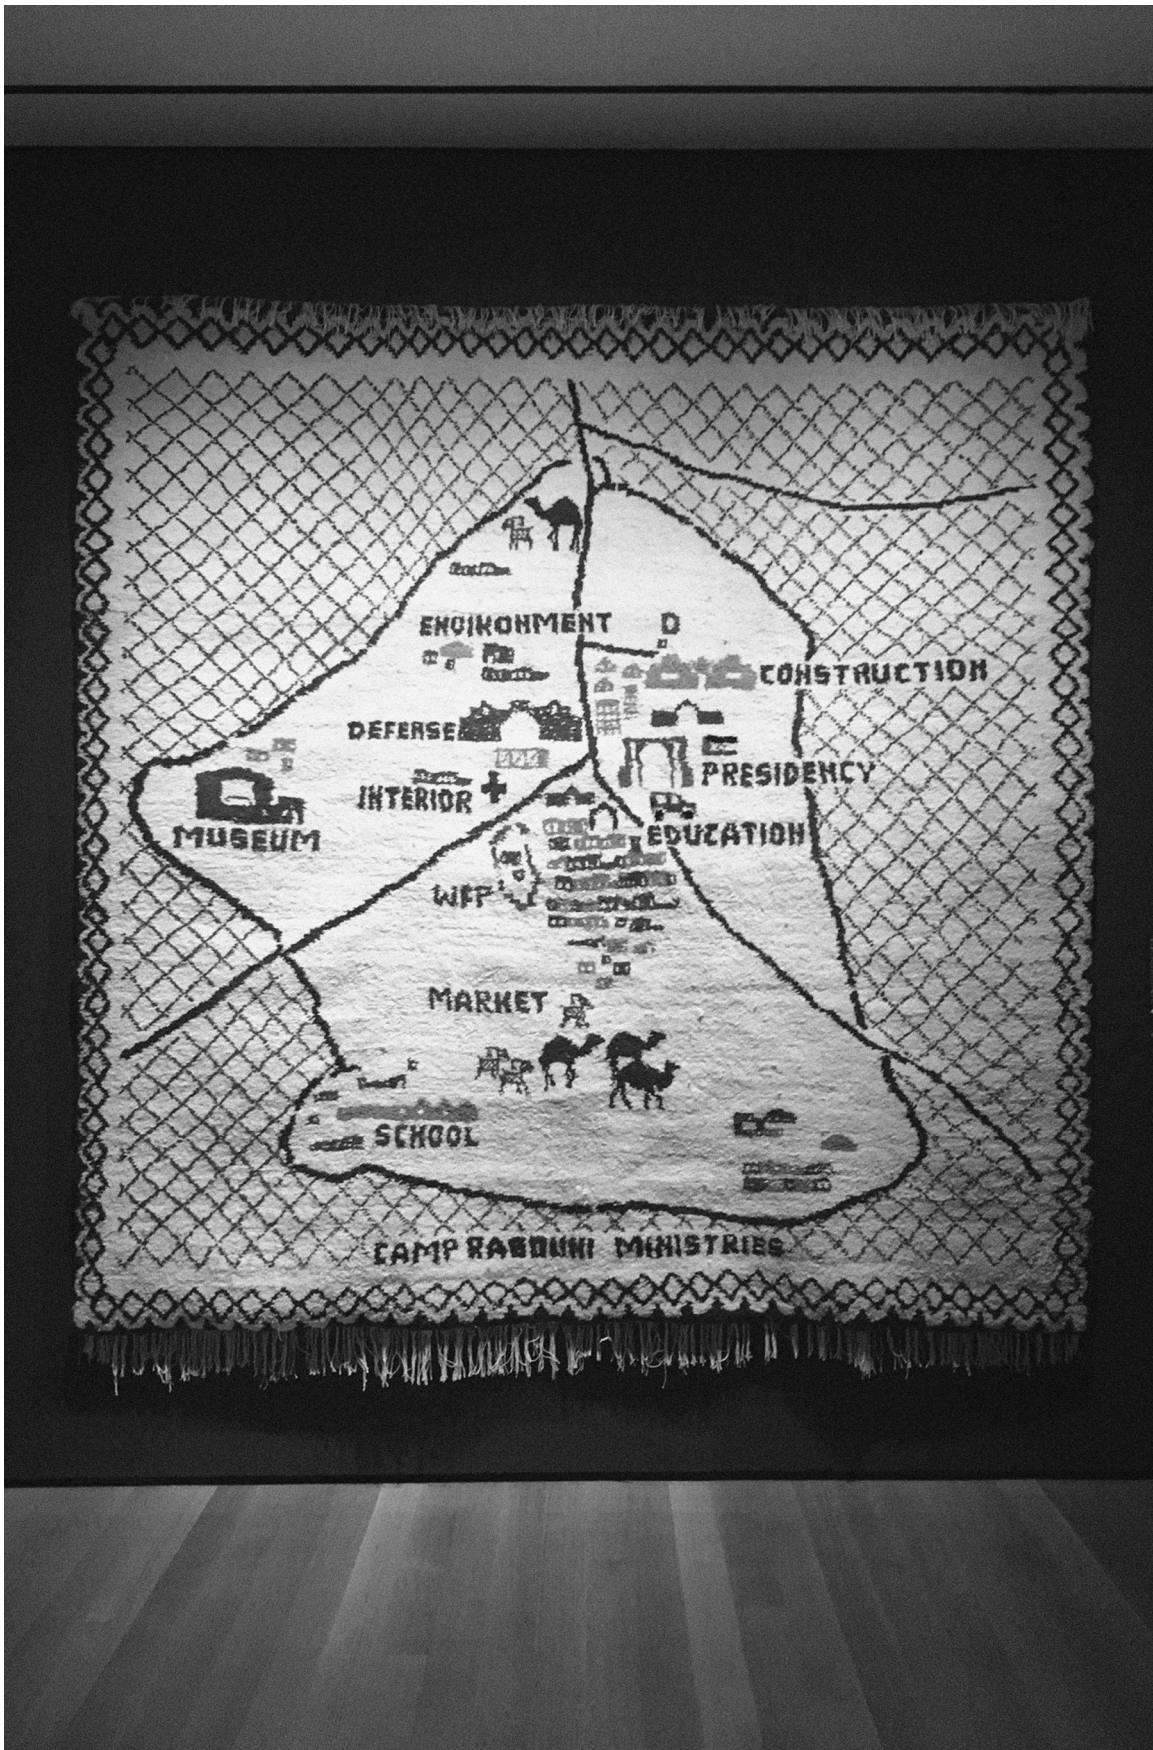 ENVIRONMENT
D
CONSTRUCTION
DEFENSE
PRESIDENCY
INTERIOR
EDUCATION
MUSEUM
WFP
MARKET
SCHOOL
CAMP RABOUNI MINISTRIES